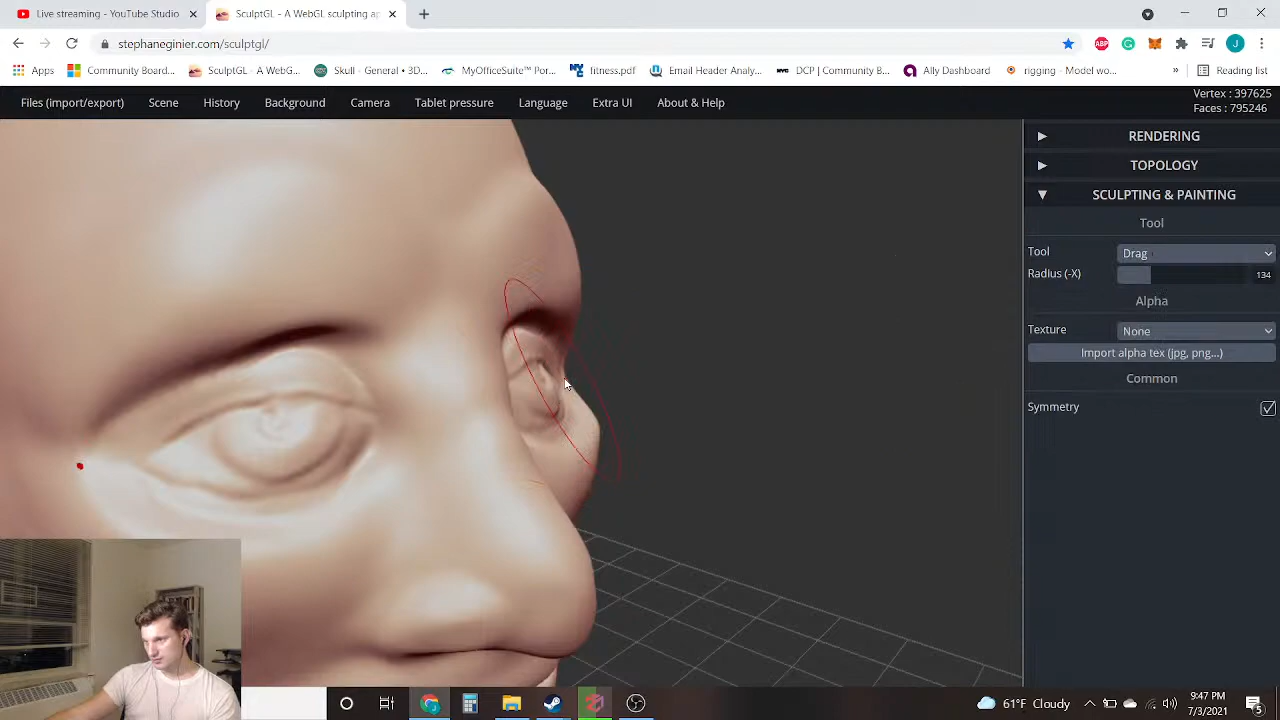 Live streaming - YouTube Studio
SculptGL - A WebGL sculpting ap
stephaneginier.com/sculptgl/
Apps
Community Board...
SculptGL - A WebG...
Skull - General • 3D...
MyOfficeSuite™ Por...
fitness.pdf
Email Header Analy...
DCP | Community B...
Ally Dashboard
rigging - Model wo...
»
Reading list
Files (import/export)
Scene
History
Background
Camera
Tablet pressure
Language
Extra UI
About & Help
Vertex : 397625
Faces : 795246
RENDERING
TOPOLOGY
SCULPTING & PAINTING
Tool
Tool
Drag
Radius (-X)
134
Alpha
Texture
None
Import alpha tex (jpg, png...)
Common
Symmetry
61°F Cloudy
9:47 PM
7/3/2021